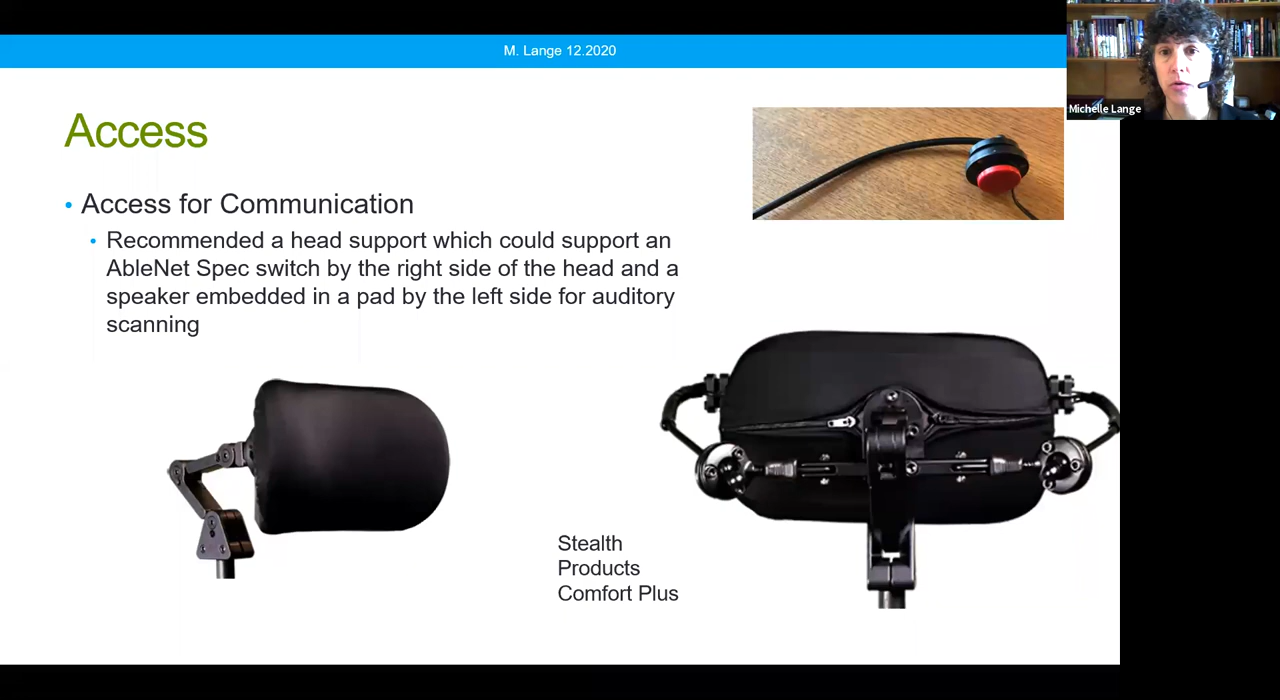 M. Lange 12.2020
Michelle Lange
Access
• Access for Communication
• Recommended a head support which could support an
AbleNet Spec switch by the right side of the head and a
speaker embedded in a pad by the left side for auditory
scanning
Stealth
Products
Comfort Plus